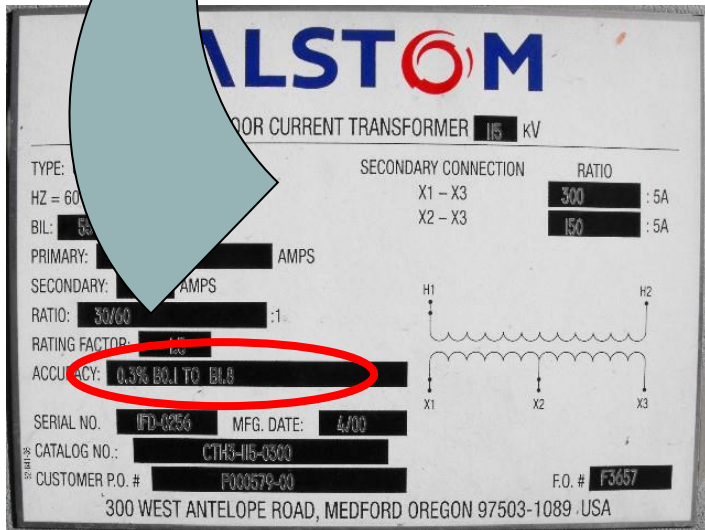 ALSTOM
OOR CURRENT TRANSFORMER 115 KV
TYPE: SECONDARY CONNECTION RATIO
HZ = 60 X1 – X3 300 : 5A
BIL: 55 X2 – X3 150 : 5A
PRIMARY: AMPS
SECONDARY: AMPS
H1 H2
RATIO: 30/60 :1
RATING FACTOR:
ACCURACY: 0.3% B0.1 TO B1.8
X1 X2 X3
SERIAL NO. IFD-0256 MFG. DATE: 4/00
CATALOG NO.: CTH3-115-0300
CUSTOMER P.O. # P000579-00 F.O. # F3657
300 WEST ANTELOPE ROAD, MEDFORD OREGON 97503-1089 USA